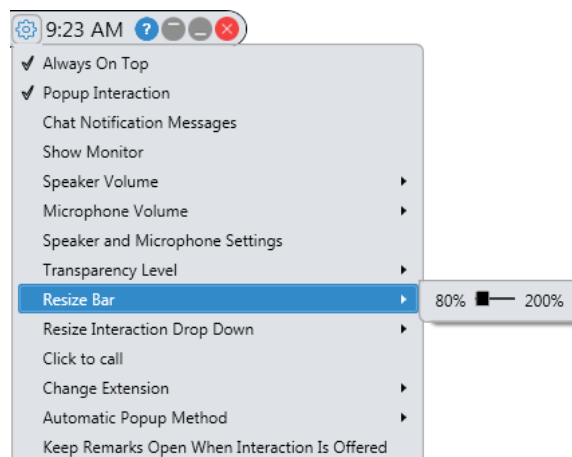 9:23 AM ?
Always On Top
Popup Interaction
Chat Notification Messages
Show Monitor
Speaker Volume
Microphone Volume
Speaker and Microphone Settings
Transparency Level
Resize Bar
80% 200%
Resize Interaction Drop Down
Click to call
Change Extension
Automatic Popup Method
Keep Remarks Open When Interaction Is Offered